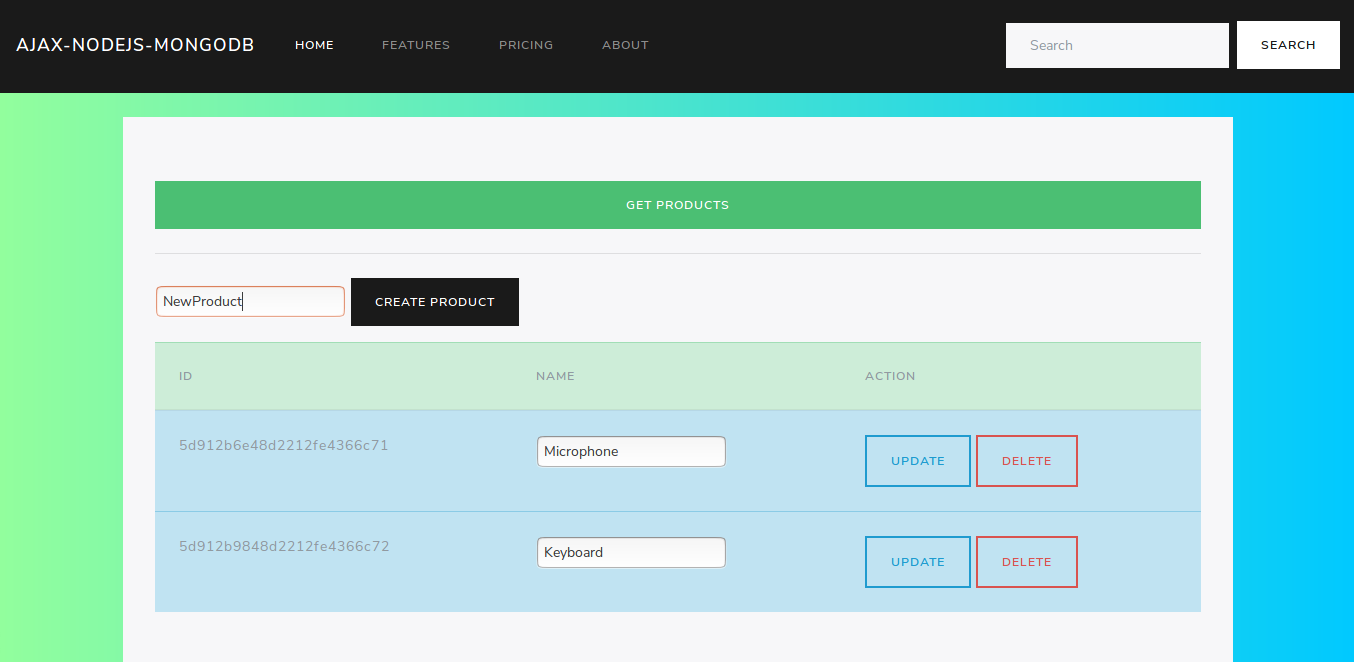 AJAX-NODEJS-MONGODB HOME FEATURES PRICING ABOUT Search SEARCH
GET PRODUCTS
NewProduct CREATE PRODUCT
ID NAME ACTION
5d912b6e48d2212fe4366c71 Microphone UPDATE DELETE
5d912b9848d2212fe4366c72 Keyboard UPDATE DELETE